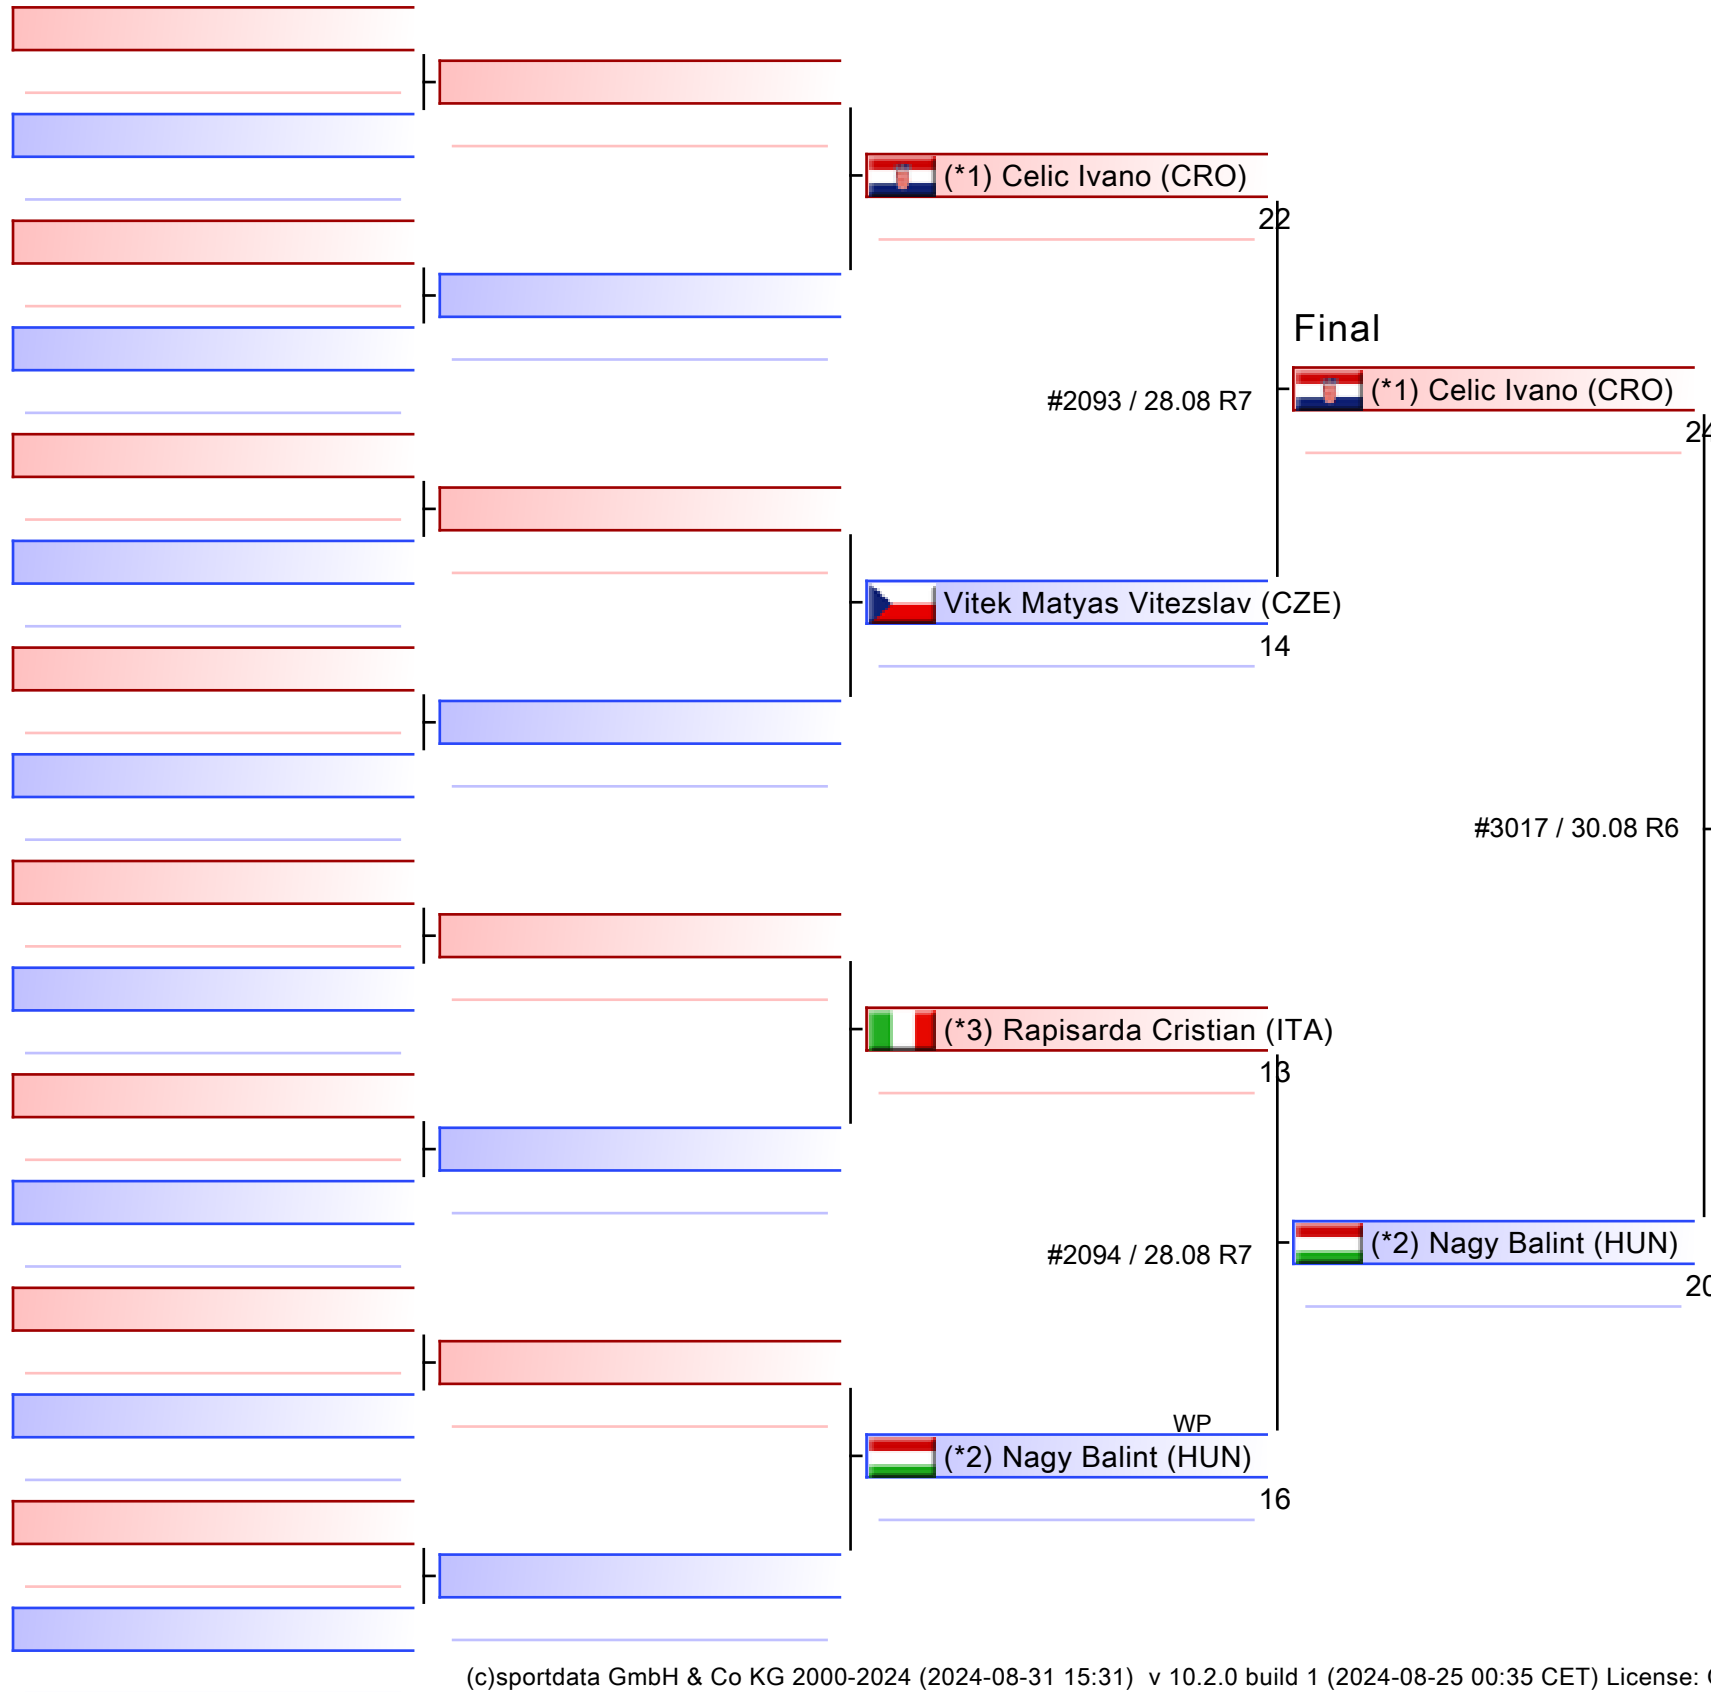 (*1) Celic Ivano (CRO)
22
Final
(*1) Celic Ivano (CRO)
#2093 / 28.08 R7
24
Vitek Matyas Vitezslav (CZE)
14
#3017 / 30.08 R6
(*3) Rapisarda Cristian (ITA)
13
(*2) Nagy Balint (HUN)
#2094 / 28.08 R7
20
WP
(*2) Nagy Balint (HUN)
16
(c)sportdata GmbH & Co KG 2000-2024 (2024-08-31 15:31) v 10.2.0 build 1 (2024-08-25 00:35 CET) License: